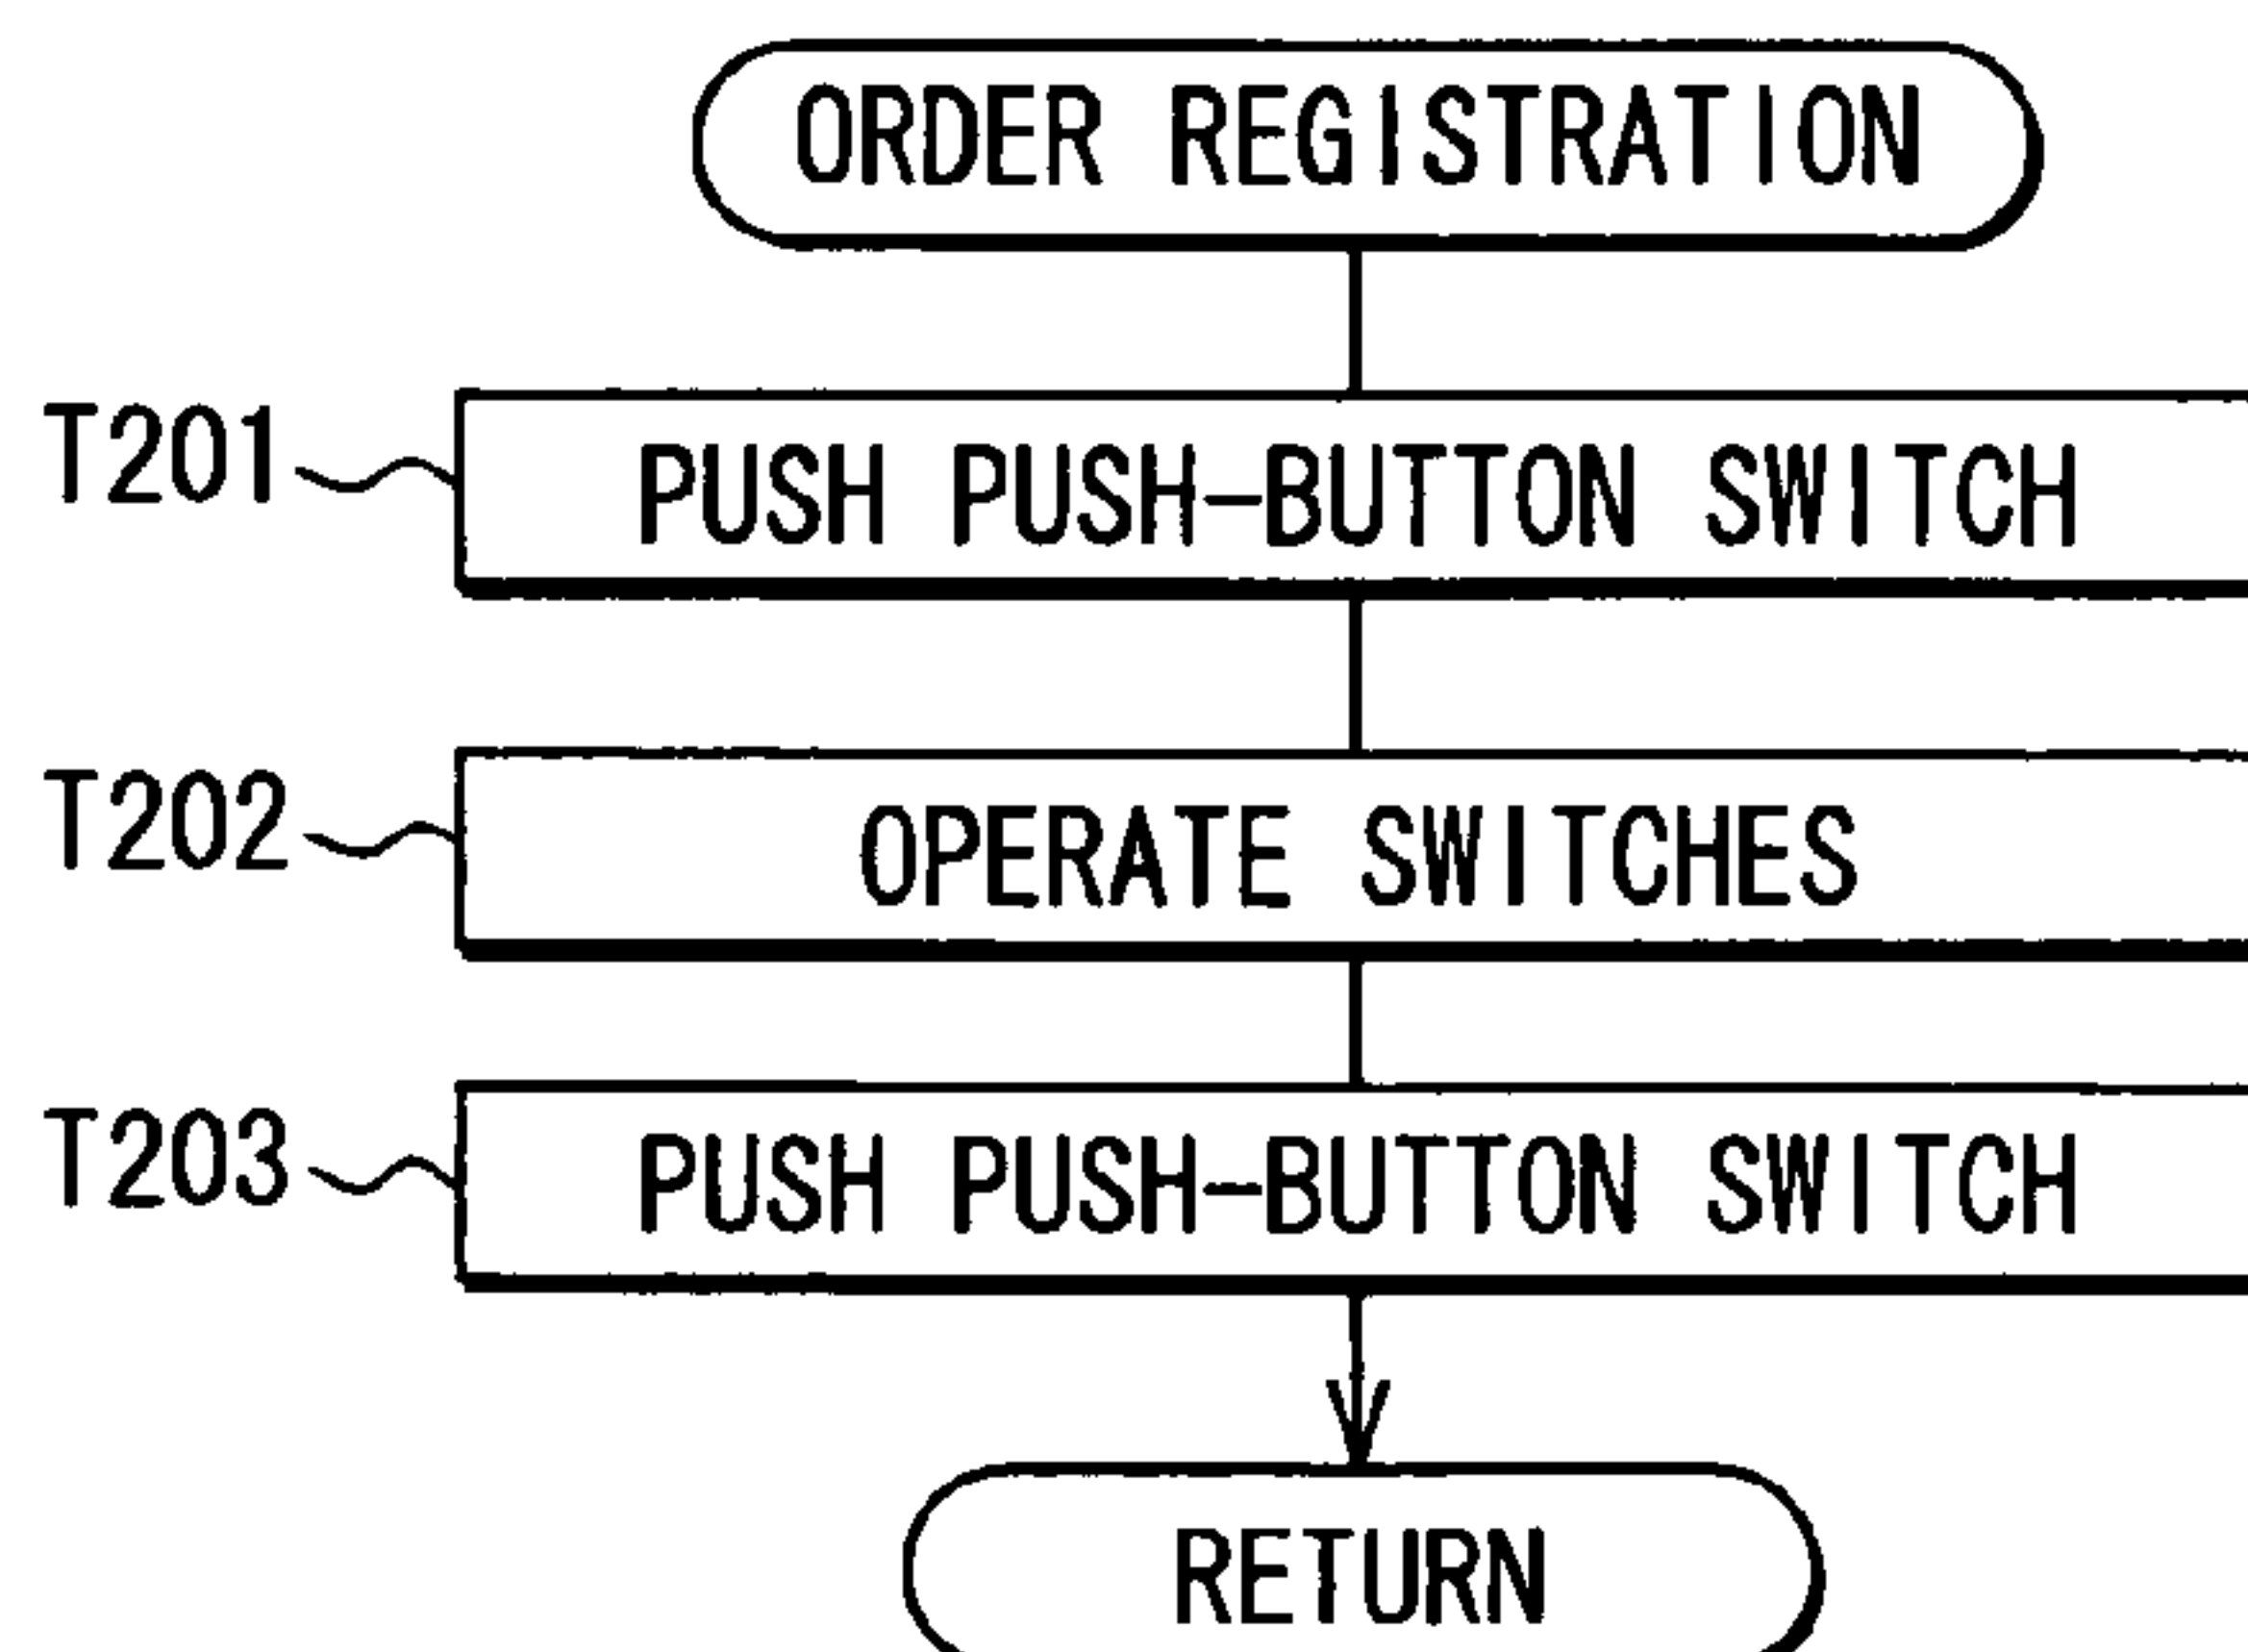 ORDER REGISTRATION
T201 PUSH PUSH-BUTTON SWITCH
T202 OPERATE SWITCHES
T203 PUSH PUSH-BUTTON SWITCH
RETURN